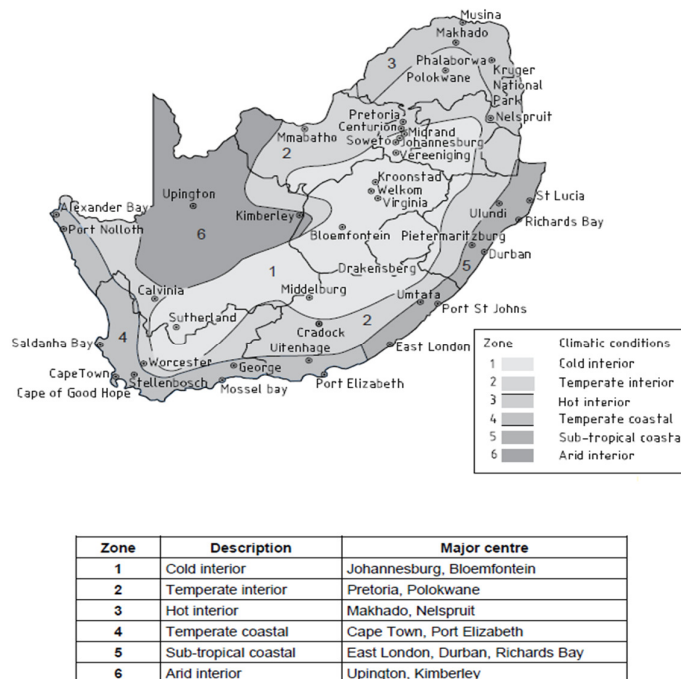 Musina
Makhado
3
Phalaborwa
Polokwane
Kruger
National
Park
Pretoria
Centurion
Mmabatho
2
Midrand
Soweto
Johannesburg
Vereeniging
Nelspruit
Kroonstad
Welkom
Virginia
Upington
Kimberley
6
Alexander Bay
Port Nolloth
Bloemfontein
Ulundi
St Lucia
Richards Bay
Pietermaritzburg
5
Durban
1
Drakensberg
Calvinia
Middelburg
Umtata
Port St Johns
Sutherland
2
Cradock
4
Saldanha Bay
Uitenhage
East London
Worcester
George
Cape Town
Stellenbosch
Mossel bay
Port Elizabeth
Cape of Good Hope
Zone Climatic conditions
1 Cold interior
2 Temperate interior
3 Hot interior
4 Temperate coastal
5 Sub-tropical coasta
6 Arid interior
Zone Description Major centre
1 Cold interior Johannesburg, Bloemfontein
2 Temperate interior Pretoria, Polokwane
3 Hot interior Makhado, Nelspruit
4 Temperate coastal Cape Town, Port Elizabeth
5 Sub-tropical coastal East London, Durban, Richards Bay
6 Arid interior Upington, Kimberley